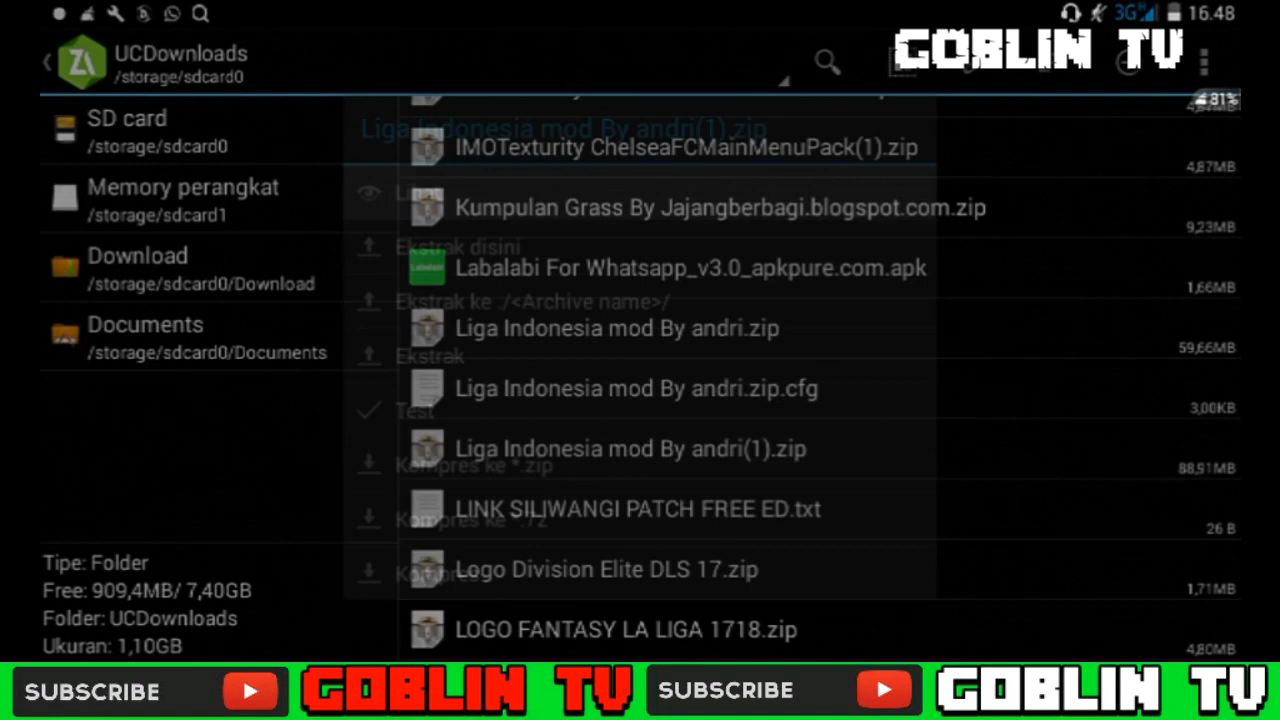 3G 16.48
UCDownloads
/storage/sdcard0
GOBLIN TV
81%
SD card
/storage/sdcard0
Memory perangkat
/storage/sdcard1
Download
/storage/sdcard0/Download
Documents
/storage/sdcard0/Documents
Tipe: Folder
Free: 909,4MB/ 7,40GB
Folder: UCDownloads
Ukuran: 1,10GB
Liga Indonesia mod By andri(1).zip
Ekstrak disini
Ekstrak ke ./<Archive name>/
Ekstrak
Test
Kompres ke *.zip
Kompres ke *.7z
Kompres
IMOTexturity ChelseaFCMainMenuPack(1).zip
4,87MB
Kumpulan Grass By Jajangberbagi.blogspot.com.zip
9,23MB
Labalabi For Whatsapp_v3.0_apkpure.com.apk
1,66MB
Liga Indonesia mod By andri.zip
59,66MB
Liga Indonesia mod By andri.zip.cfg
3,00KB
Liga Indonesia mod By andri(1).zip
88,91MB
LINK SILIWANGI PATCH FREE ED.txt
26 B
Logo Division Elite DLS 17.zip
1,71MB
LOGO FANTASY LA LIGA 1718.zip
4,80MB
SUBSCRIBE GOBLIN TV SUBSCRIBE GOBLIN TV